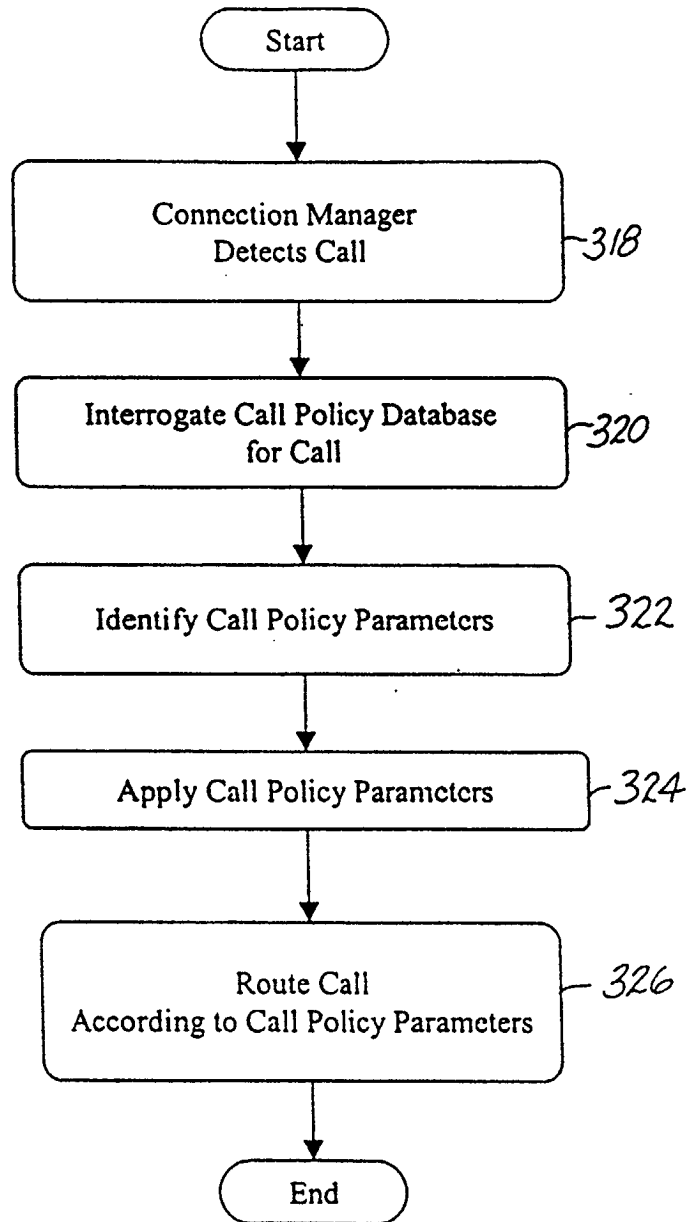 Start
Connection Manager
Detects Call
318
Interrogate Call Policy Database
for Call
320
Identify Call Policy Parameters
322
Apply Call Policy Parameters
324
Route Call
According to Call Policy Parameters
326
End